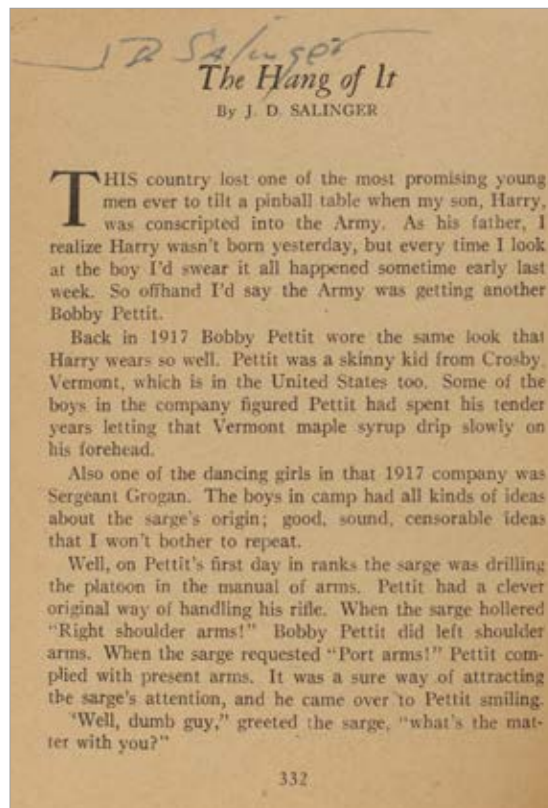 J D Salinger
The Hang of It
By J. D. SALINGER
THIS country lost one of the most promising young
men ever to tilt a pinball table when my son, Harry,
was conscripted into the Army. As his father, I
realize Harry wasn't born yesterday, but every time I look
at the boy I'd swear it all happened sometime early last
week. So offhand I'd say the Army was getting another
Bobby Pettit.
Back in 1917 Bobby Pettit wore the same look that
Harry wears so well. Pettit was a skinny kid from Crosby,
Vermont, which is in the United States too. Some of the
boys in the company figured Pettit had spent his tender
years letting that Vermont maple syrup drip slowly on
his forehead.
Also one of the dancing girls in that 1917 company was
Sergeant Grogan. The boys in camp had all kinds of ideas
about the sarge's origin; good, sound, censorable ideas
that I won't bother to repeat.
Well, on Pettit's first day in ranks the sarge was drilling
the platoon in the manual of arms. Pettit had a clever
original way of handling his rifle. When the sarge hollered
"Right shoulder arms!" Bobby Pettit did left shoulder
arms. When the sarge requested "Port arms!" Pettit com-
plied with present arms. It was a sure way of attracting
the sarge's attention, and he came over to Pettit smiling.
"Well, dumb guy," greeted the sarge, "what's the mat-
ter with you?"
332